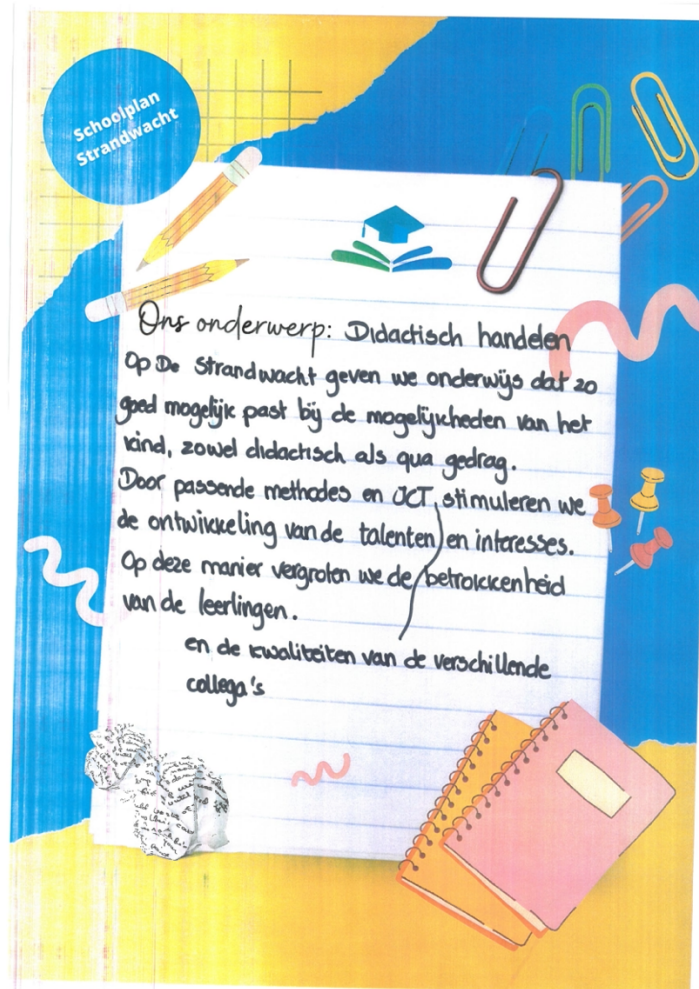 Schoolplan
Strandwacht
Ons onderwerp: Didactisch handelen
Op De Strandwacht geven we onderwijs dat zo
goed mogelijk past bij de mogelijkheden van het
kind, zowel didactisch als qua gedrag.
Door passende methodes en ICT, stimuleren we
de ontwikkeling van de talenten en interesses.
Op deze manier vergroten we de betrokkenheid
van de leerlingen.
en de kwaliteiten van de verschillende
collega's